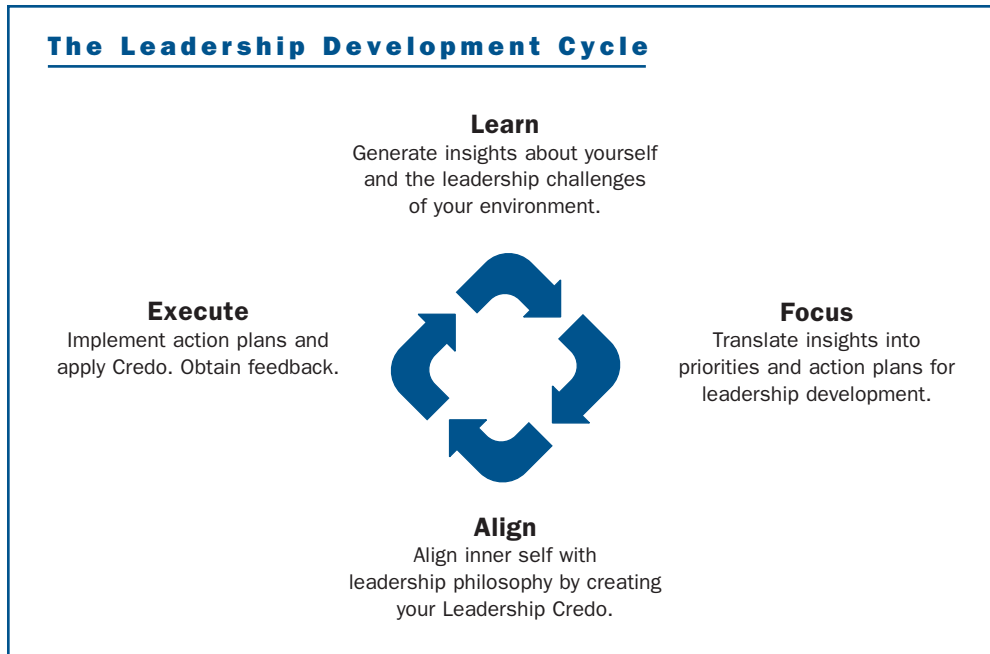 The Leadership Development Cycle
Learn
Generate insights about yourself
and the leadership challenges
of your environment.
Execute
Implement action plans and
apply Credo. Obtain feedback.
Focus
Translate insights into
priorities and action plans for
leadership development.
Align
Align inner self with
leadership philosophy by creating
your Leadership Credo.